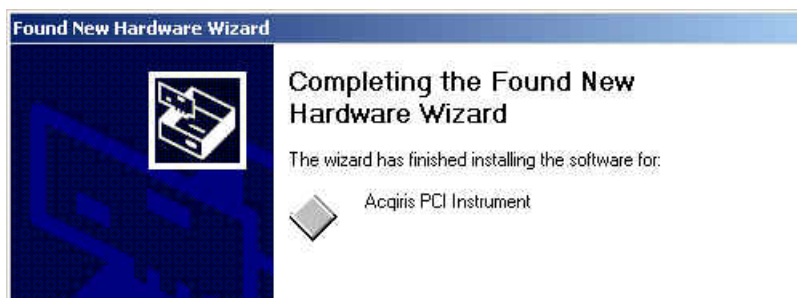 Found New Hardware Wizard
Completing the Found New
Hardware Wizard
The wizard has finished installing the software for:
Acqiris PCI Instrument